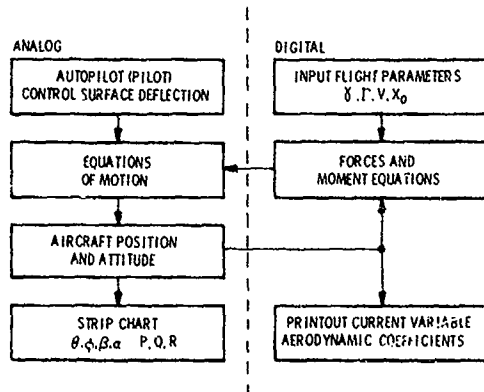 ANALOG
DIGITAL
AUTOPILOT (PILOT)
CONTROL SURFACE DEFLECTION
INPUT FLIGHT PARAMETERS
γ, Γ, V, X₀
EQUATIONS
OF MOTION
FORCES AND
MOMENT EQUATIONS
AIRCRAFT POSITION
AND ATTITUDE
STRIP CHART
θ, ϕ, β, α P, Q, R
PRINTOUT CURRENT VARIABLE
AERODYNAMIC COEFFICIENTS